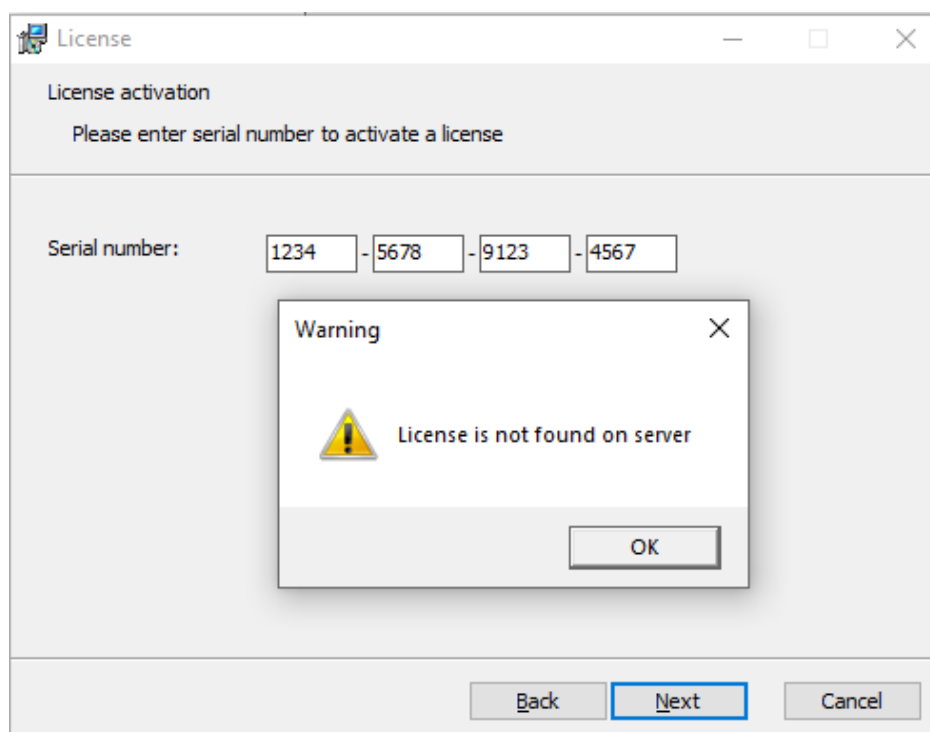 License
License activation
Please enter serial number to activate a license
Serial number: 1234 - 5678 - 9123 - 4567
Warning
License is not found on server
OK
Back Next Cancel